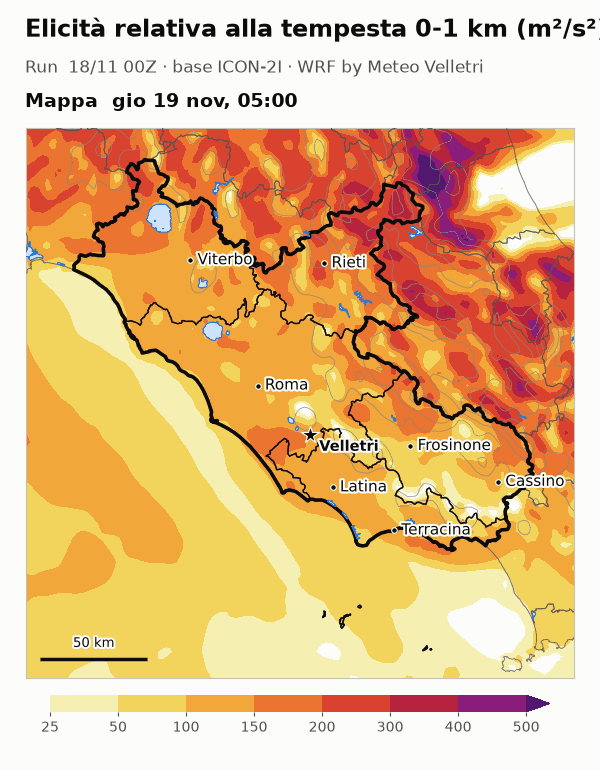 Elicità relativa alla tempesta 0-1 km (m²/s²)
Run 18/11 00Z · base ICON-2I · WRF by Meteo Velletri
Mappa gio 19 nov, 05:00
Viterbo
Rieti
Roma
Velletri
Frosinone
Latina
Cassino
Terracina
50 km
25 50 100 150 200 300 400 500